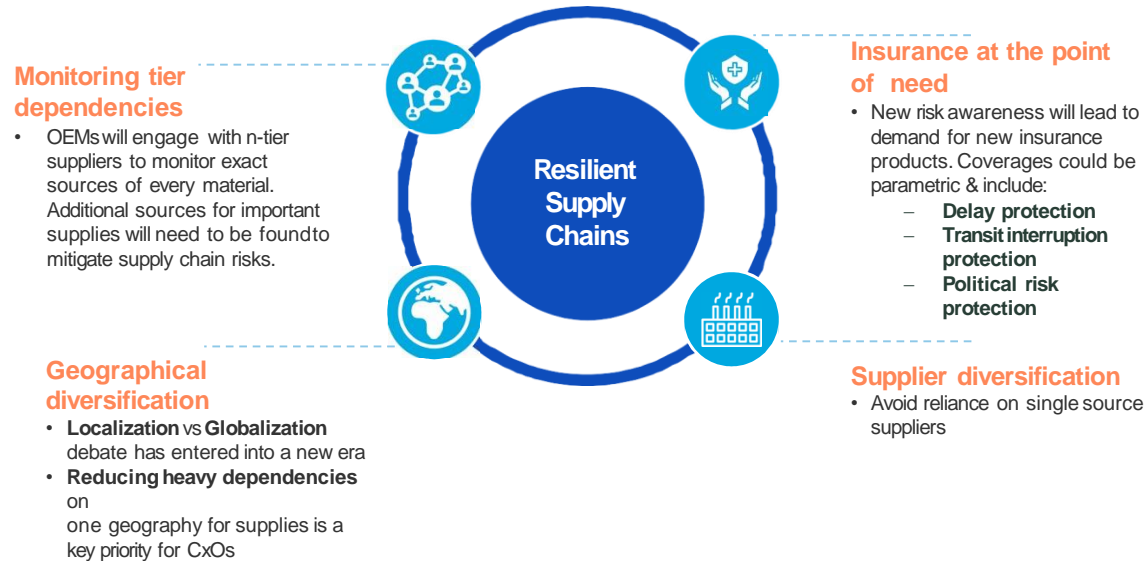 Monitoring tier
dependencies
• OEMs will engage with n-tier
suppliers to monitor exact
sources of every material.
Additional sources for important
supplies will need to be found to
mitigate supply chain risks.
Resilient
Supply
Chains
Insurance at the point
of need
• New risk awareness will lead to
demand for new insurance
products. Coverages could be
parametric & include:
– Delay protection
– Transit interruption
protection
– Political risk
protection
Geographical
diversification
• Localization vs Globalization
debate has entered into a new era
• Reducing heavy dependencies
on
one geography for supplies is a
key priority for CxOs
Supplier diversification
• Avoid reliance on single source
suppliers